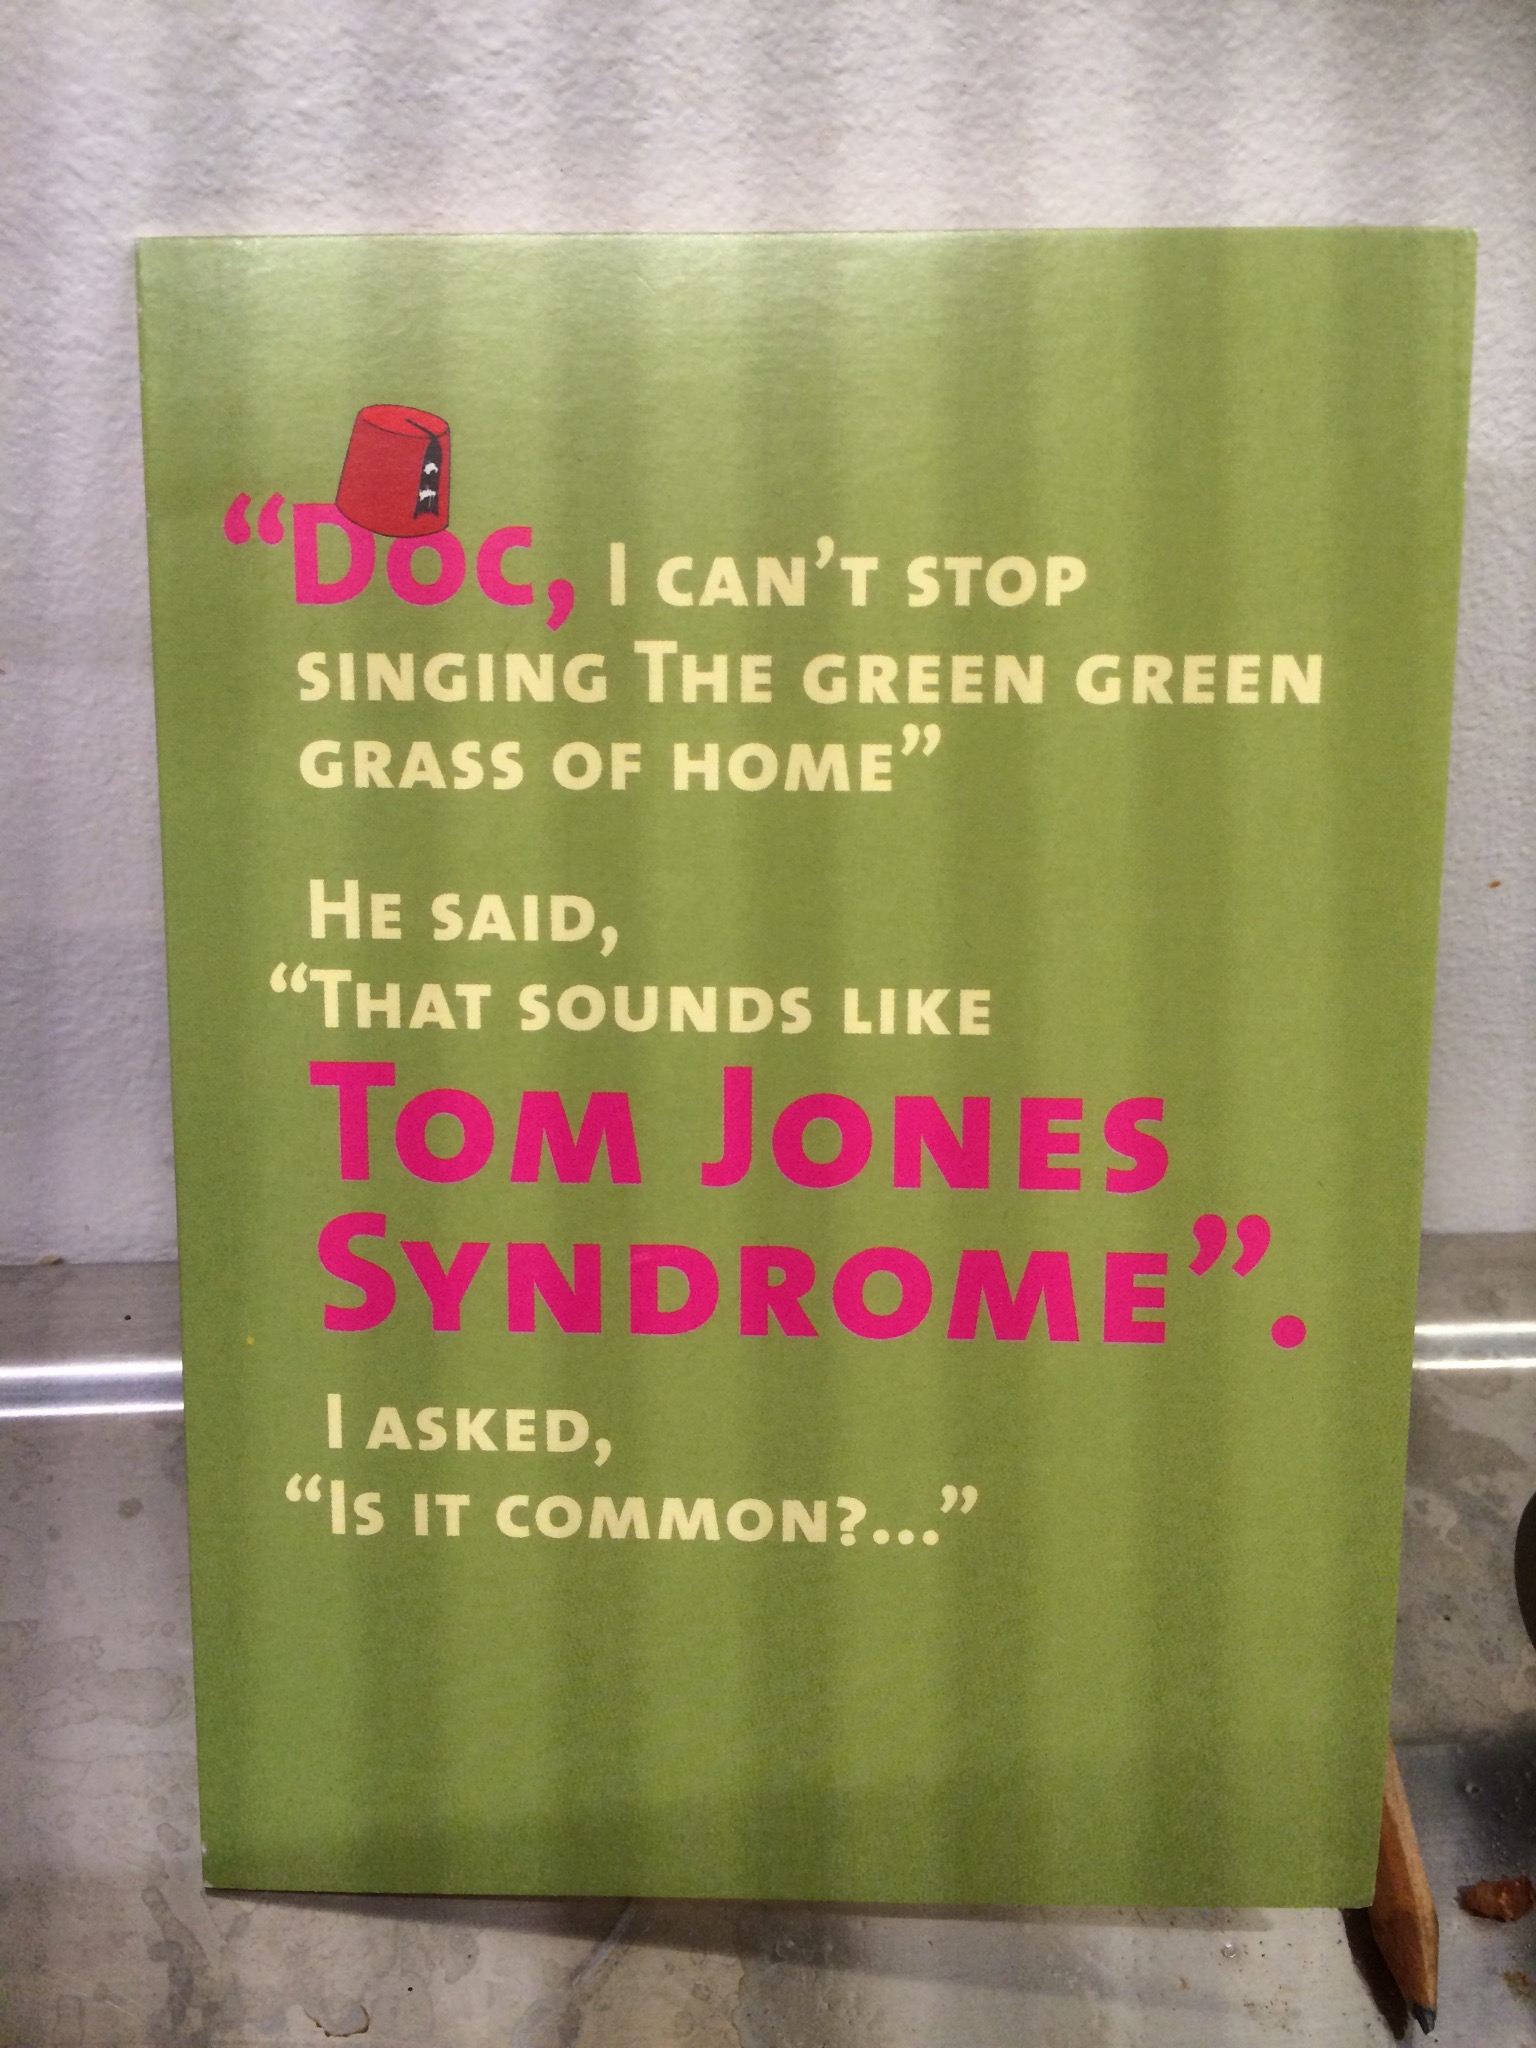 “Doc, I can’t stop
singing The green green
grass of home”
He said,
“That sounds like
Tom Jones
Syndrome”.
I asked,
“Is it common?...”